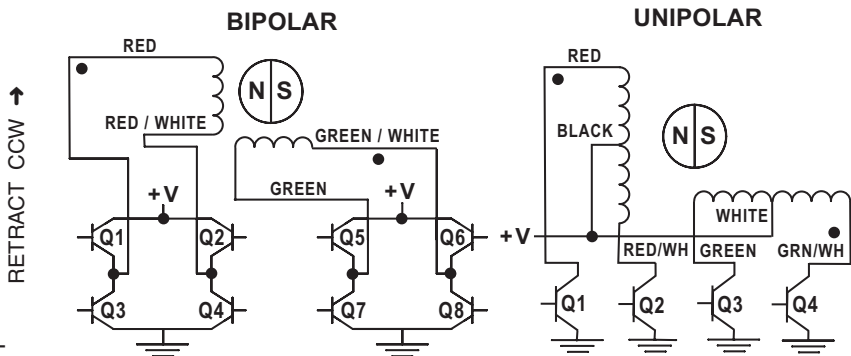 BIPOLAR
RED
RED / WHITE
N S
GREEN / WHITE
GREEN
+V
+V
Q1
Q2
Q3
Q4
Q5
Q6
Q7
Q8
RETRACT CCW →
UNIPOLAR
RED
BLACK
N S
WHITE
+V
RED/WH
GREEN
GRN/WH
Q1
Q2
Q3
Q4